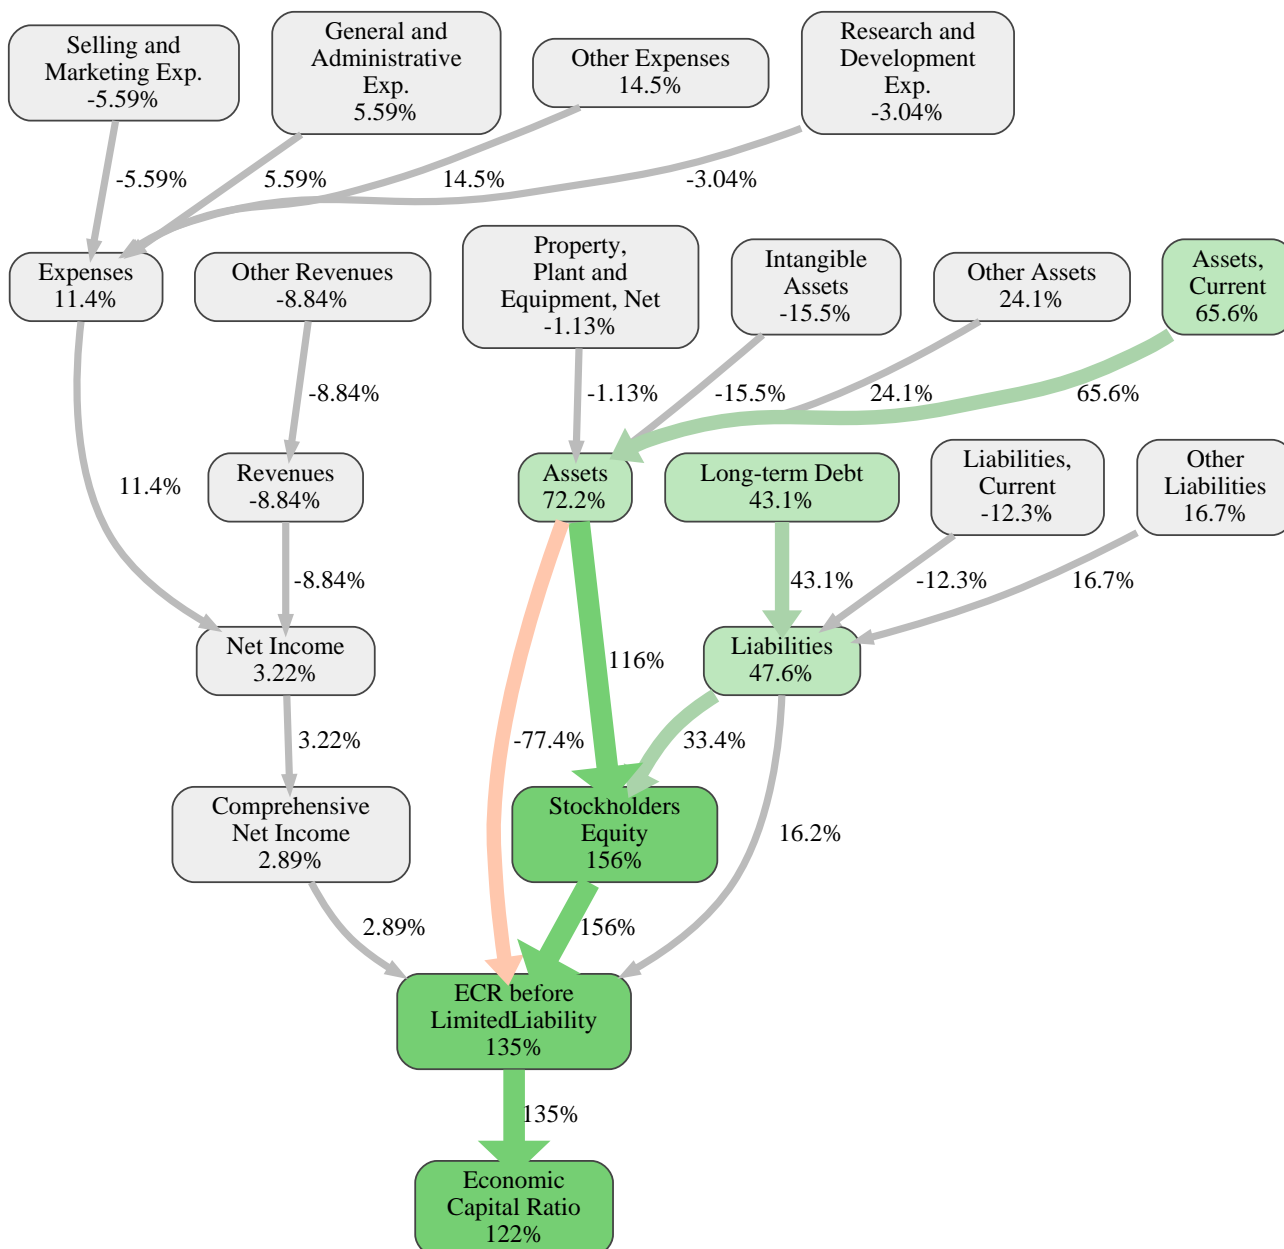 Selling and
Marketing Exp.
-5.59%
General and
Administrative
Exp.
5.59%
Other Expenses
14.5%
Research and
Development
Exp.
-3.04%
-5.59%
5.59%
14.5%
-3.04%
Expenses
11.4%
Other Revenues
-8.84%
Property,
Plant and
Equipment, Net
-1.13%
Intangible
Assets
-15.5%
Other Assets
24.1%
Assets,
Current
65.6%
-8.84%
-1.13%
-15.5%
24.1%
65.6%
11.4%
Revenues
-8.84%
Assets
72.2%
Long-term Debt
43.1%
Liabilities,
Current
-12.3%
Other
Liabilities
16.7%
-8.84%
43.1%
-12.3%
16.7%
Net Income
3.22%
116%
Liabilities
47.6%
3.22%
-77.4%
33.4%
Comprehensive
Net Income
2.89%
Stockholders
Equity
156%
16.2%
2.89%
156%
ECR before
LimitedLiability
135%
135%
Economic
Capital Ratio
122%